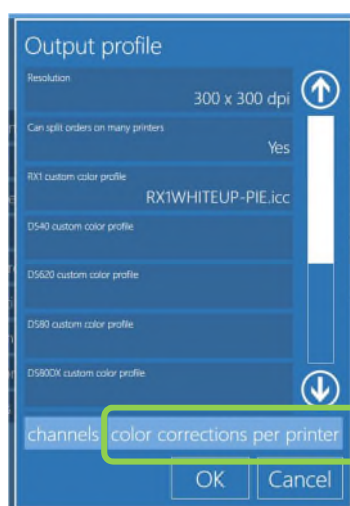 Output profile
Resolution
300 x 300 dpi
Can split orders on many printers
Yes
RX1 custom color profile
RX1WHITEUP-PIE.icc
DS40 custom color profile
DS620 custom color profile
DS80 custom color profile
DS80DX custom color profile
channels color corrections per printer
OK Cancel